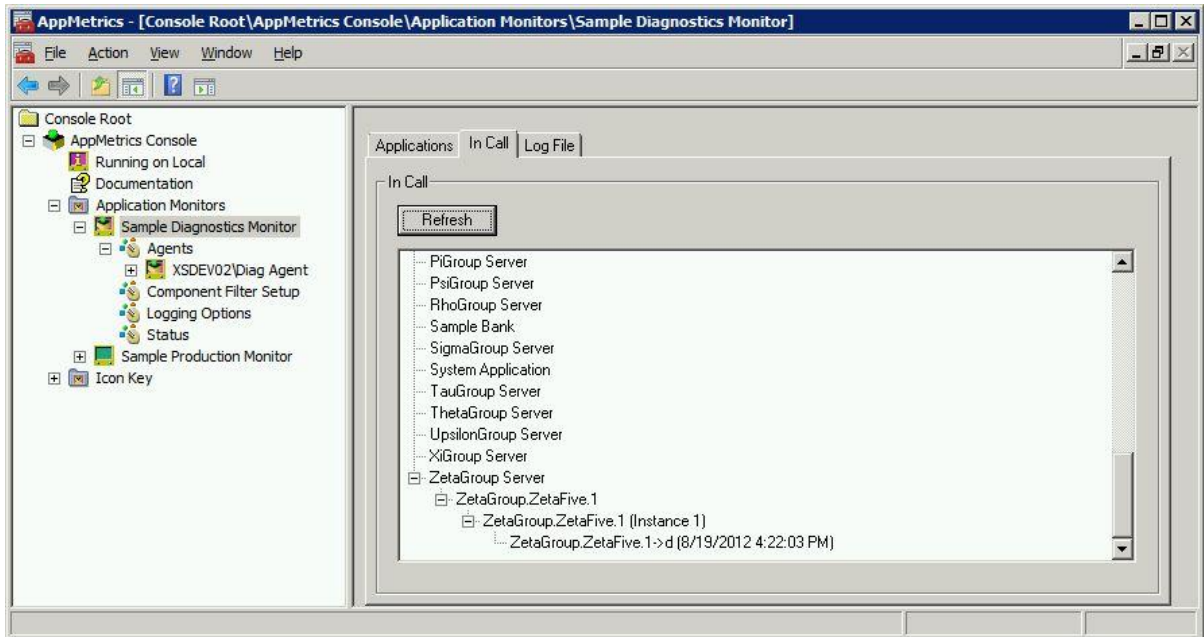 AppMetrics - [Console Root\AppMetrics Console\Application Monitors\Sample Diagnostics Monitor]
File Action View Window Help
Console Root
AppMetrics Console
Running on Local
Documentation
Application Monitors
Sample Diagnostics Monitor
Agents
XSDEV02\Diag Agent
Component Filter Setup
Logging Options
Status
Sample Production Monitor
Icon Key
Applications In Call Log File
In Call
Refresh
PiGroup Server
PsiGroup Server
RhoGroup Server
Sample Bank
SigmaGroup Server
System Application
TauGroup Server
ThetaGroup Server
UpsilonGroup Server
XiGroup Server
ZetaGroup Server
ZetaGroup.ZetaFive.1
ZetaGroup.ZetaFive.1 (Instance 1)
ZetaGroup.ZetaFive.1->d (8/19/2012 4:22:03 PM)